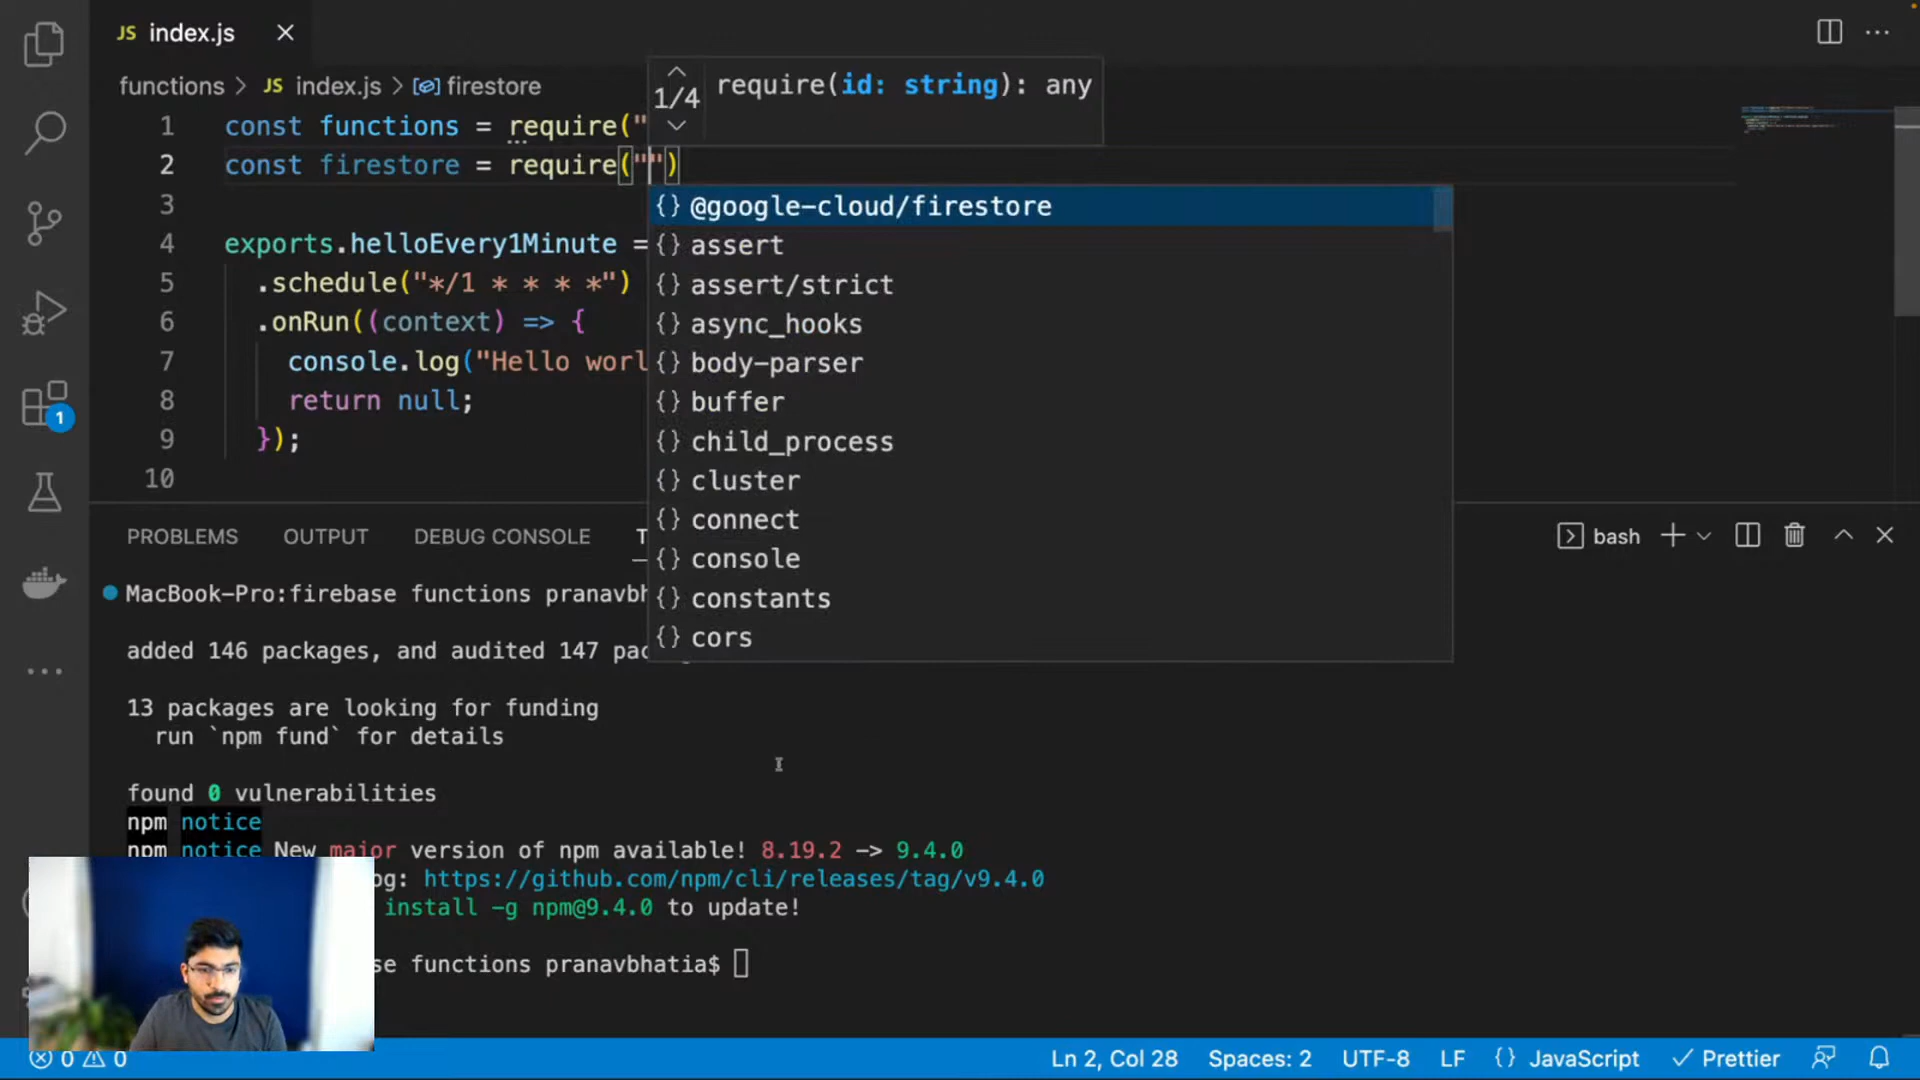 JS index.js
functions > JS index.js > firestore
1/4 require(id: string): any
1 const functions = require("
2 const firestore = require("")
3
4 exports.helloEvery1Minute =
5 .schedule("*/1 * * * *")
6 .onRun((context) => {
7 console.log("Hello worl
8 return null;
9 });
10
{} @google-cloud/firestore
{} assert
{} assert/strict
{} async_hooks
{} body-parser
{} buffer
{} child_process
{} cluster
{} connect
{} console
{} constants
{} cors
1
PROBLEMS OUTPUT DEBUG CONSOLE T
bash
MacBook-Pro:firebase functions pranavbh
added 146 packages, and audited 147 pac
13 packages are looking for funding
run `npm fund` for details
found 0 vulnerabilities
npm notice
npm notice New major version of npm available! 8.19.2 -> 9.4.0
og: https://github.com/npm/cli/releases/tag/v9.4.0
install -g npm@9.4.0 to update!
se functions pranavbhatia$
0 0 Ln 2, Col 28 Spaces: 2 UTF-8 LF {} JavaScript Prettier